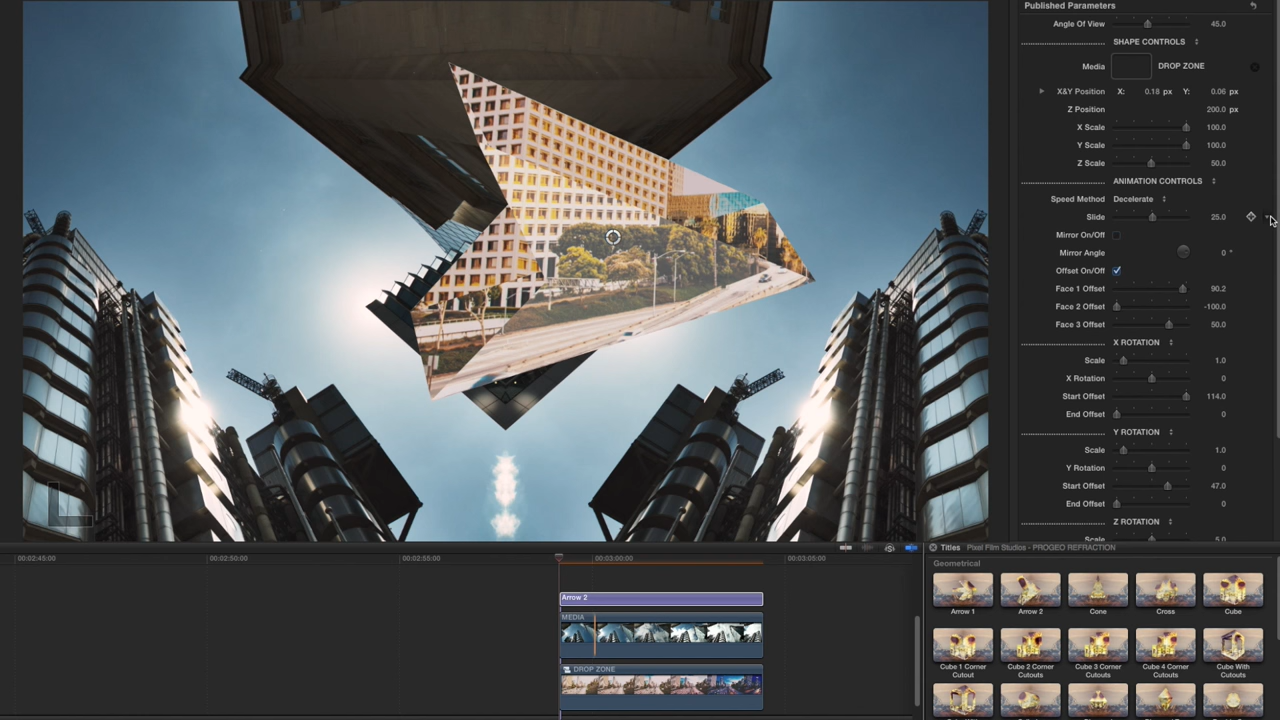 Published Parameters
Angle Of View 45.0
SHAPE CONTROLS
Media DROP ZONE
X&Y Position X: 0.18 px Y: 0.06 px
Z Position 200.0 px
X Scale 100.0
Y Scale 100.0
Z Scale 50.0
ANIMATION CONTROLS
Speed Method Decelerate
Slide 25.0
Mirror On/Off
Mirror Angle 0 °
Offset On/Off
Face 1 Offset 90.2
Face 2 Offset -100.0
Face 3 Offset 50.0
X ROTATION
Scale 1.0
X Rotation 0
Start Offset 114.0
End Offset 0
Y ROTATION
Scale 1.0
Y Rotation 0
Start Offset 47.0
End Offset 0
Z ROTATION
Scale 5.0
00:02:45:00 00:02:50:00 00:02:55:00 00:03:00:00 00:03:05:00
Arrow 2
MEDIA
DROP ZONE
Titles Pixel Film Studios - PROGEO REFRACTION
Geometrical
Arrow 1 Arrow 2 Cone Cross Cube
Cube 1 Corner Cutout Cube 2 Corner Cutouts Cube 3 Corner Cutouts Cube 4 Corner Cutouts Cube With Cutouts